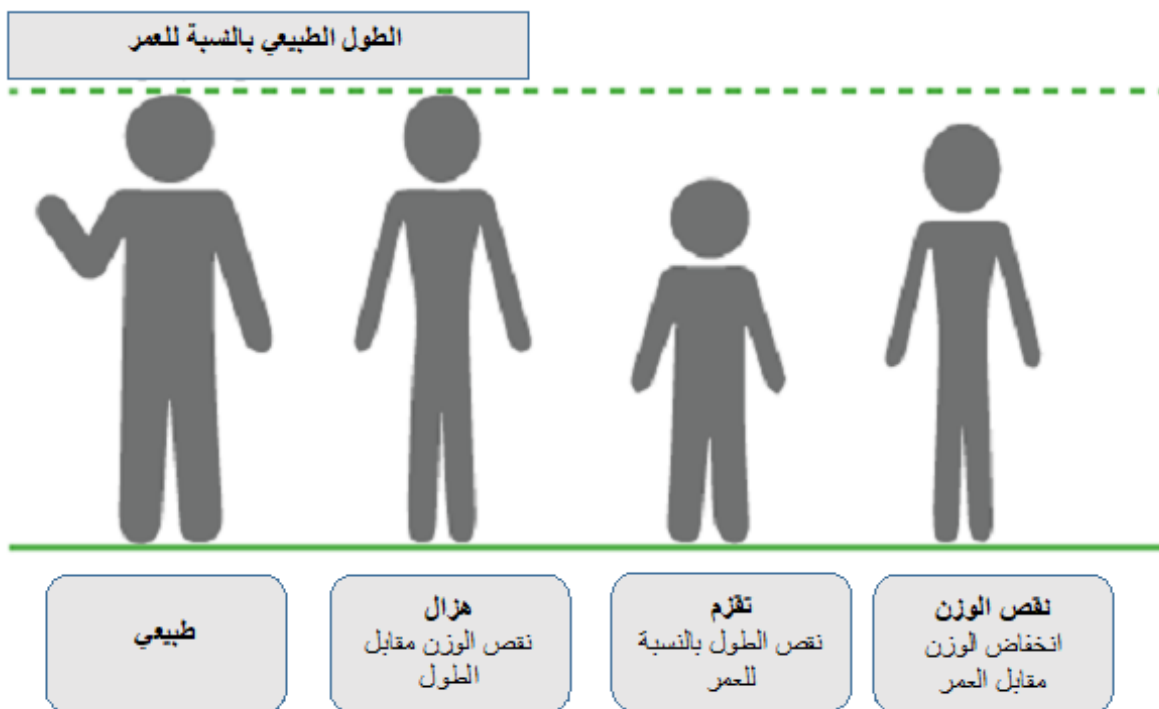 الطول الطبيعي بالنسبة للعمر
نقص الوزن
انخفاض الوزن
مقابل العمر
تقزم
نقص الطول بالنسبة
للعمر
هزال
نقص الوزن مقابل
الطول
طبيعي